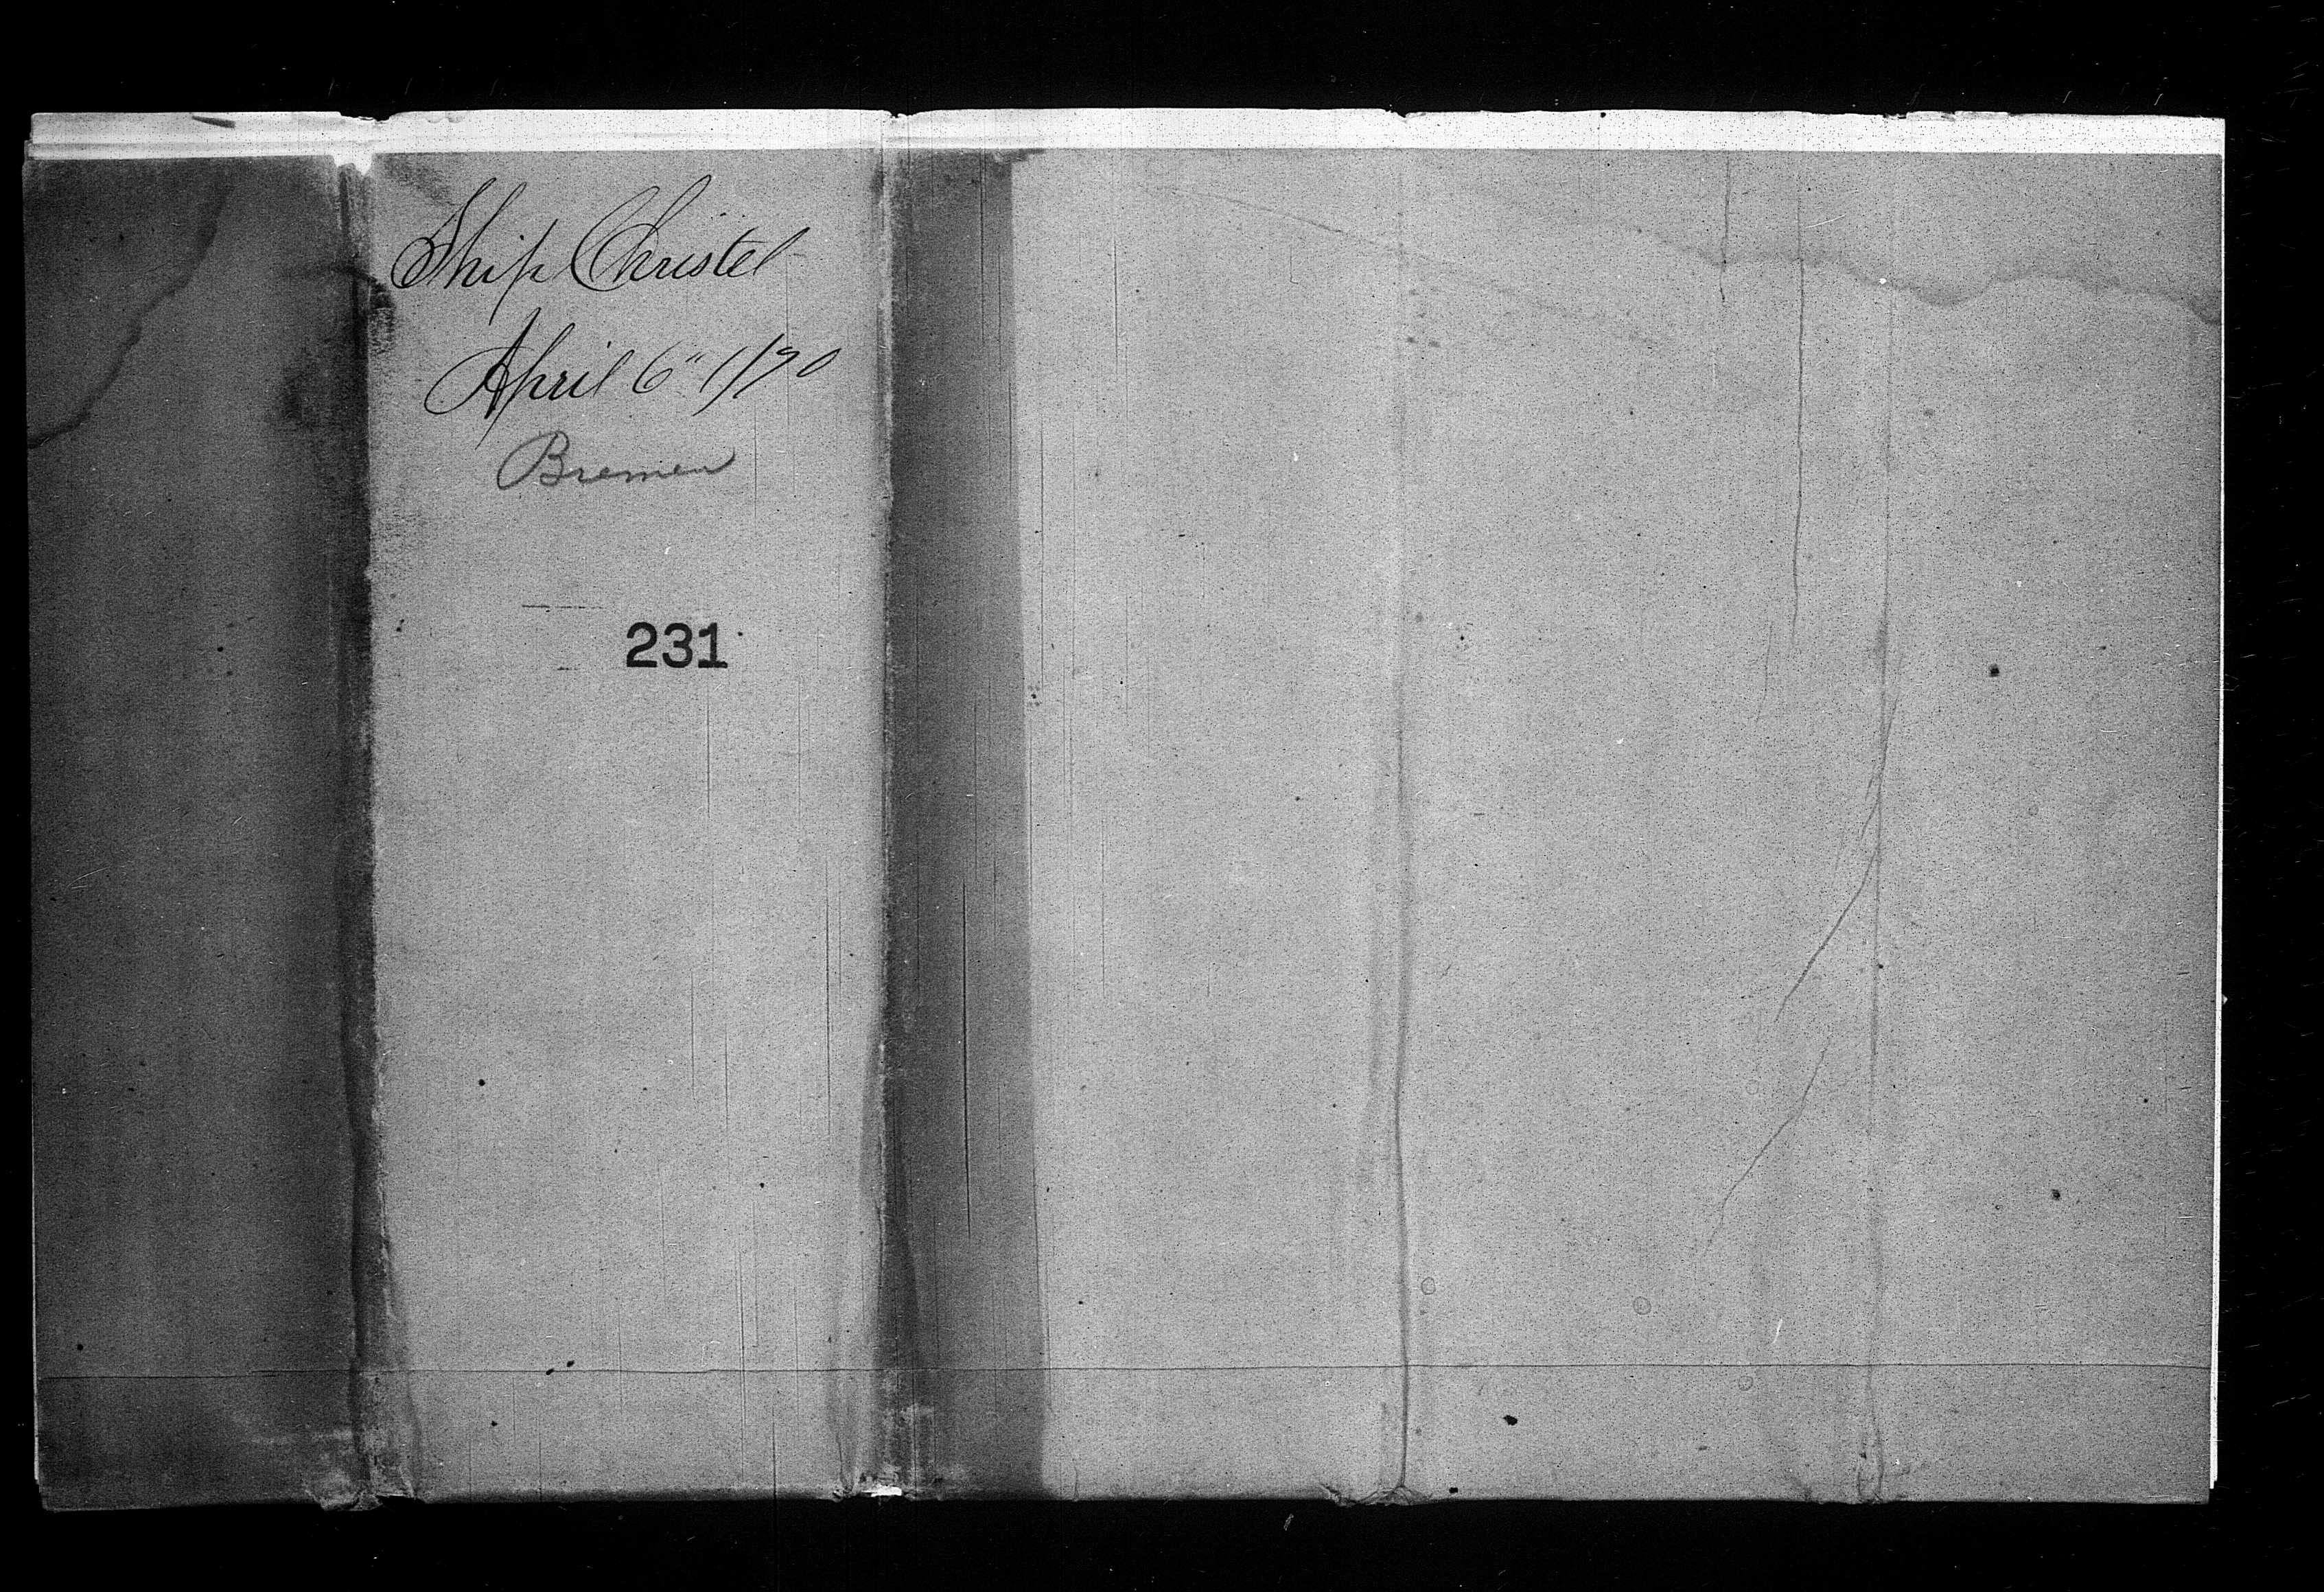 Ship Christel
April 6" 1/70
Bremen
231